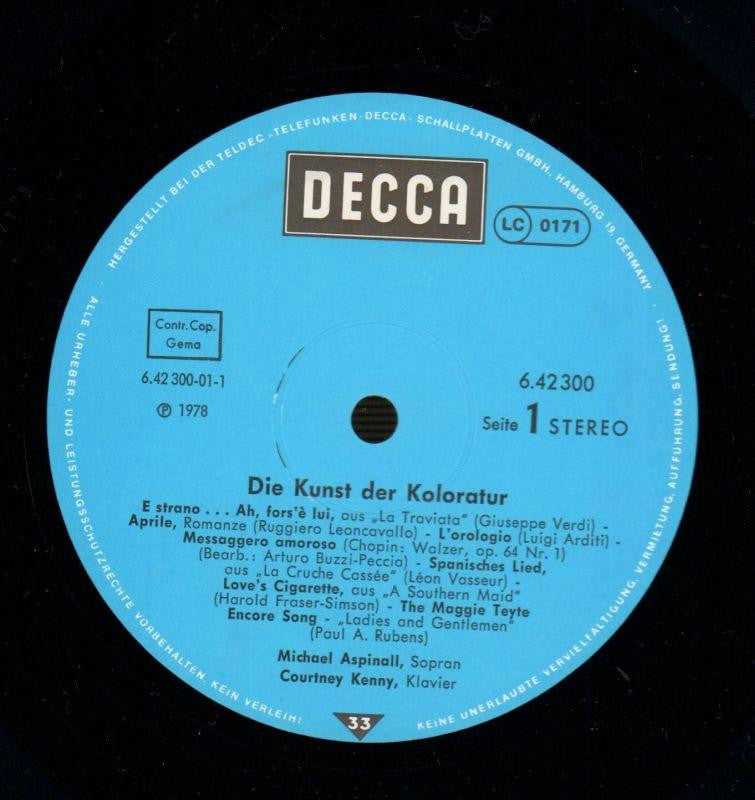 HERGESTELLT BEI DER TELDEC »TELEFUNKEN-DECCA« SCHALLPLATTEN GMBH., HAMBURG 19, GERMANY ·
DECCA
LC 0171
Contr. Cop.
Gema
6.42 300-01-1
℗ 1978
6.42300
Seite 1 STEREO
Die Kunst der Koloratur
E strano . . . Ah, fors'è lui, aus „La Traviata“ (Giuseppe Verdi) -
Aprile, Romanze (Ruggiero Leoncavallo) - L'orologio (Luigi Arditi) -
Messaggero amoroso (Chopin: Walzer, op. 64 Nr. 1)
(Bearb.: Arturo Buzzi-Peccia) - Spanisches Lied,
aus „La Cruche Cassée“ (Léon Vasseur) -
Love's Cigarette, aus „A Southern Maid“
(Harold Fraser-Simson) - The Maggie Teyte
Encore Song - „Ladies and Gentlemen“
(Paul A. Rubens)
Michael Aspinall, Sopran
Courtney Kenny, Klavier
33
ALLE URHEBER- UND LEISTUNGSSCHUTZRECHTE VORBEHALTEN. KEIN VERLEIH!
KEINE UNERLAUBTE VERVIELFÄLTIGUNG, VERMIETUNG, AUFFÜHRUNG, SENDUNG!